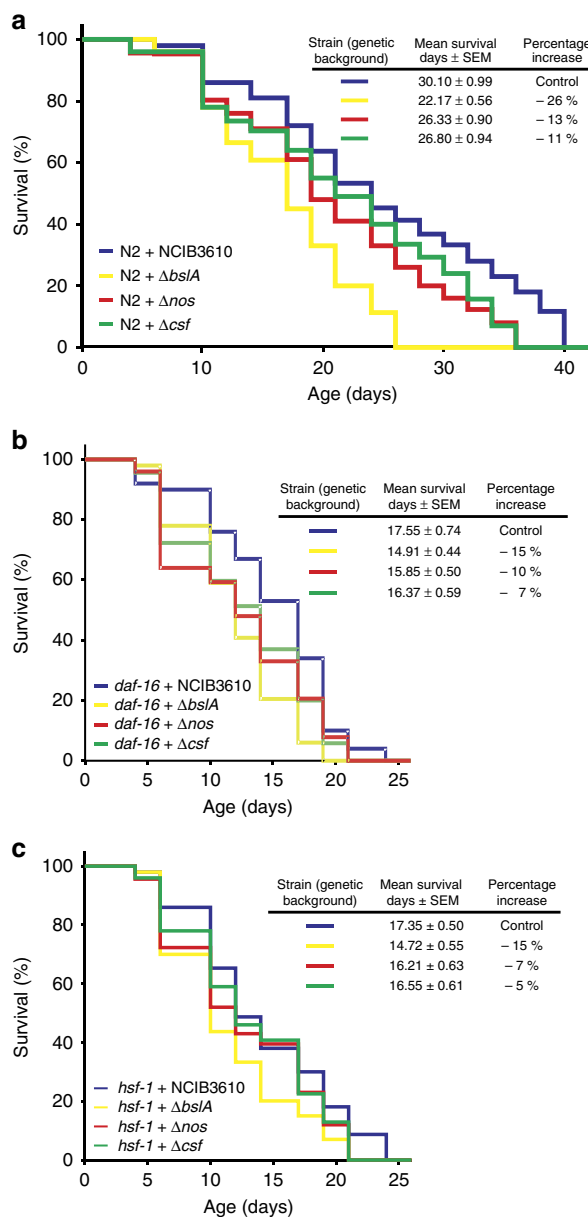 a
Strain (genetic background) Mean survival days ± SEM Percentage increase
30.10 ± 0.99 Control
22.17 ± 0.56 – 26 %
26.33 ± 0.90 – 13 %
26.80 ± 0.94 – 11 %
100
80
60
40
20
0
Survival (%)
N2 + NCIB3610
N2 + ΔbslA
N2 + Δnos
N2 + Δcsf
0 10 20 30 40
Age (days)
b
Strain (genetic background) Mean survival days ± SEM Percentage increase
17.55 ± 0.74 Control
14.91 ± 0.44 – 15 %
15.85 ± 0.50 – 10 %
16.37 ± 0.59 – 7 %
100
80
60
40
20
0
Survival (%)
daf-16 + NCIB3610
daf-16 + ΔbslA
daf-16 + Δnos
daf-16 + Δcsf
0 5 10 15 20 25
Age (days)
c
Strain (genetic background) Mean survival days ± SEM Percentage increase
17.35 ± 0.50 Control
14.72 ± 0.55 – 15 %
16.21 ± 0.63 – 7 %
16.55 ± 0.61 – 5 %
100
80
60
40
20
0
Survival (%)
hsf-1 + NCIB3610
hsf-1 + ΔbslA
hsf-1 + Δnos
hsf-1 + Δcsf
0 5 10 15 20 25
Age (days)